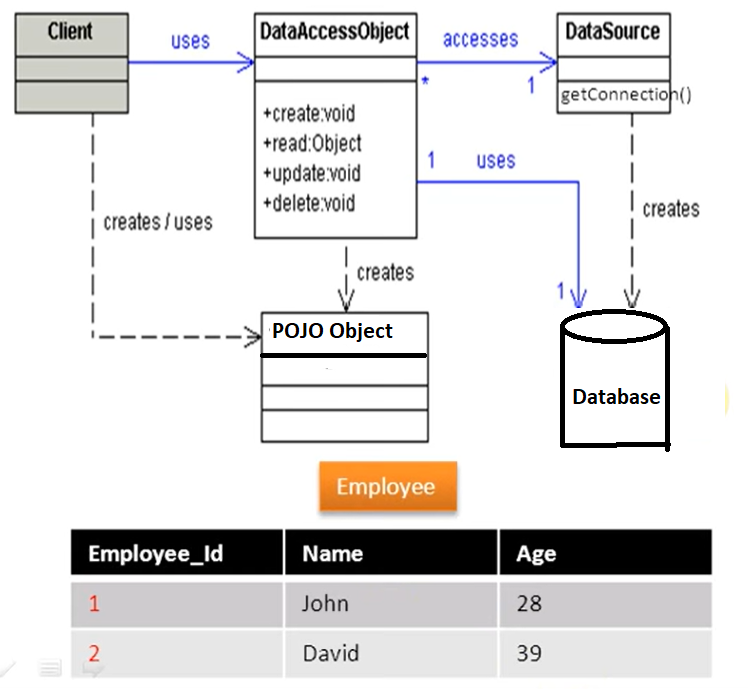 Client
uses
DataAccessObject
accesses
DataSource
*
1
getConnection()
+create:void
+read:Object
+update:void
+delete:void
1
uses
creates
creates / uses
creates
1
POJO Object
Database
Employee
Employee_Id Name Age
1 John 28
2 David 39